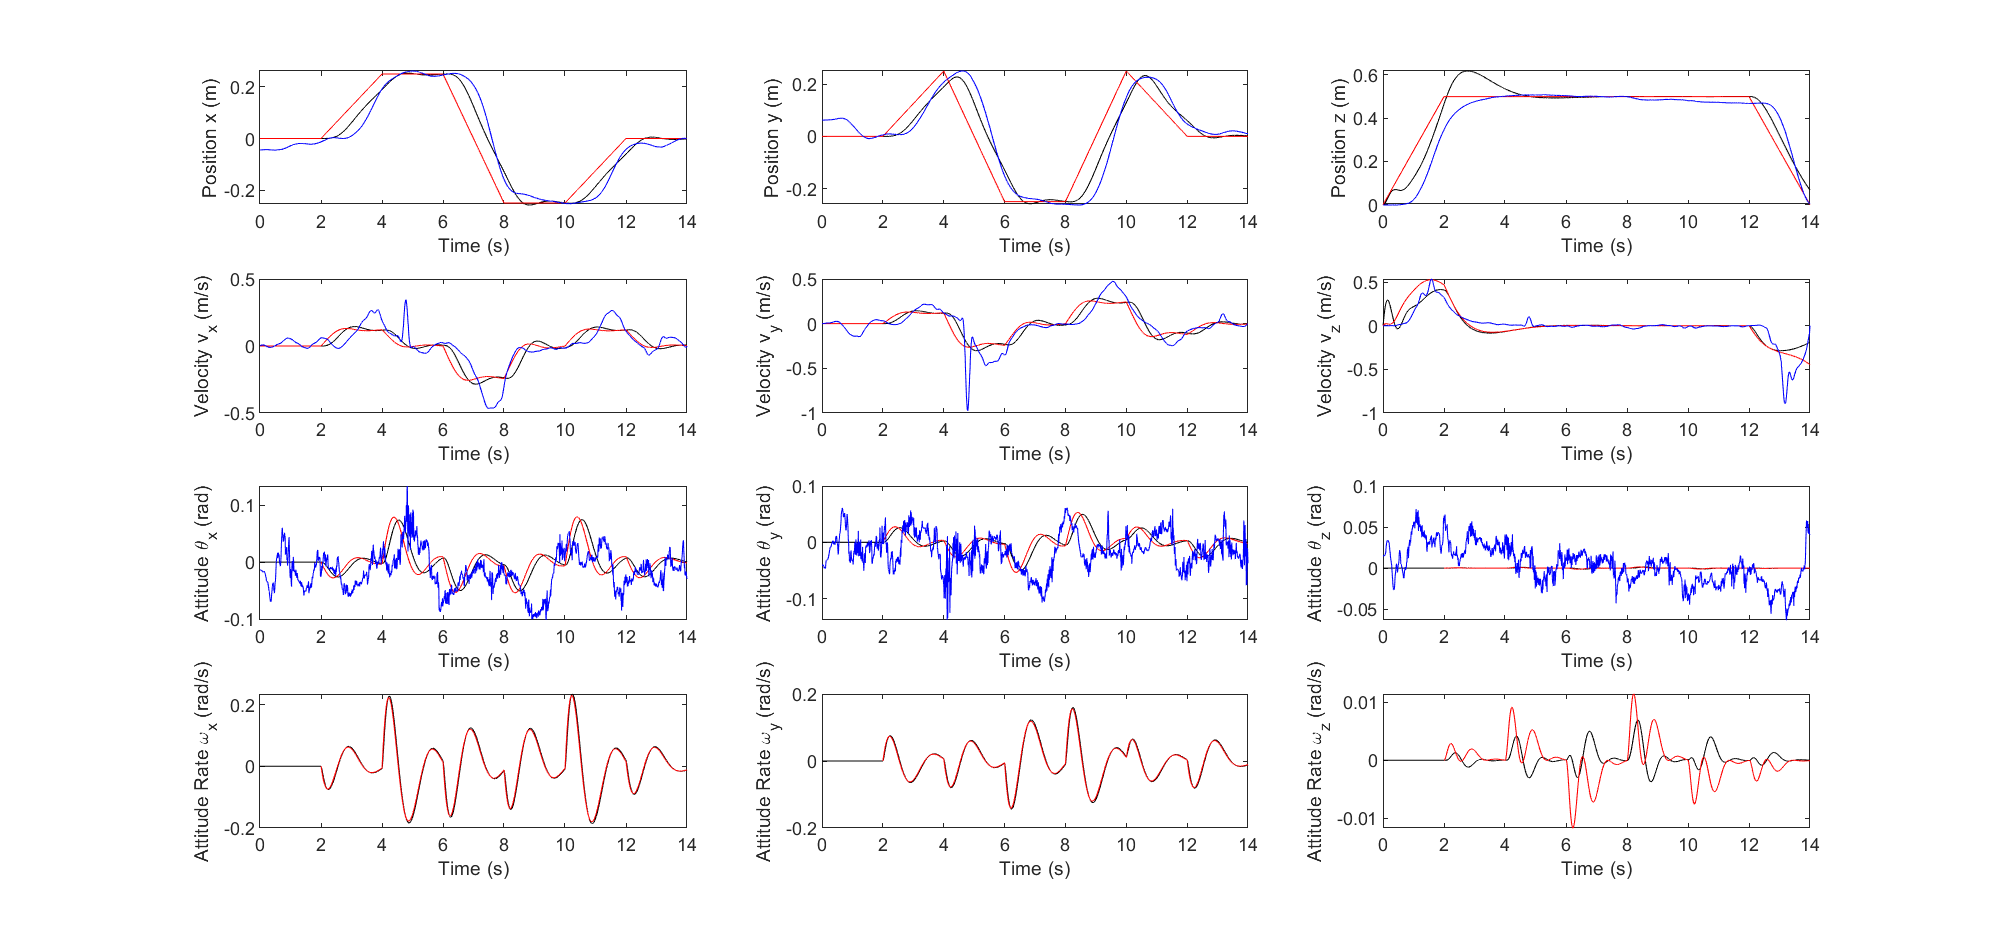 Position x (m)
0.2
0
-0.2
0 2 4 6 8 10 12 14
Time (s)
Position y (m)
0.2
0
-0.2
0 2 4 6 8 10 12 14
Time (s)
Position z (m)
0.6
0.4
0.2
0
0 2 4 6 8 10 12 14
Time (s)
Velocity v_x (m/s)
0.5
0
-0.5
0 2 4 6 8 10 12 14
Time (s)
Velocity v_y (m/s)
0.5
0
-0.5
-1
0 2 4 6 8 10 12 14
Time (s)
Velocity v_z (m/s)
0.5
0
-0.5
-1
0 2 4 6 8 10 12 14
Time (s)
Attitude θ_x (rad)
0.1
0
-0.1
0 2 4 6 8 10 12 14
Time (s)
Attitude θ_y (rad)
0.1
0
-0.1
0 2 4 6 8 10 12 14
Time (s)
Attitude θ_z (rad)
0.1
0.05
0
-0.05
0 2 4 6 8 10 12 14
Time (s)
Attitude Rate ω_x (rad/s)
0.2
0
-0.2
0 2 4 6 8 10 12 14
Time (s)
Attitude Rate ω_y (rad/s)
0.2
0
-0.2
0 2 4 6 8 10 12 14
Time (s)
Attitude Rate ω_z (rad/s)
0.01
0
-0.01
0 2 4 6 8 10 12 14
Time (s)